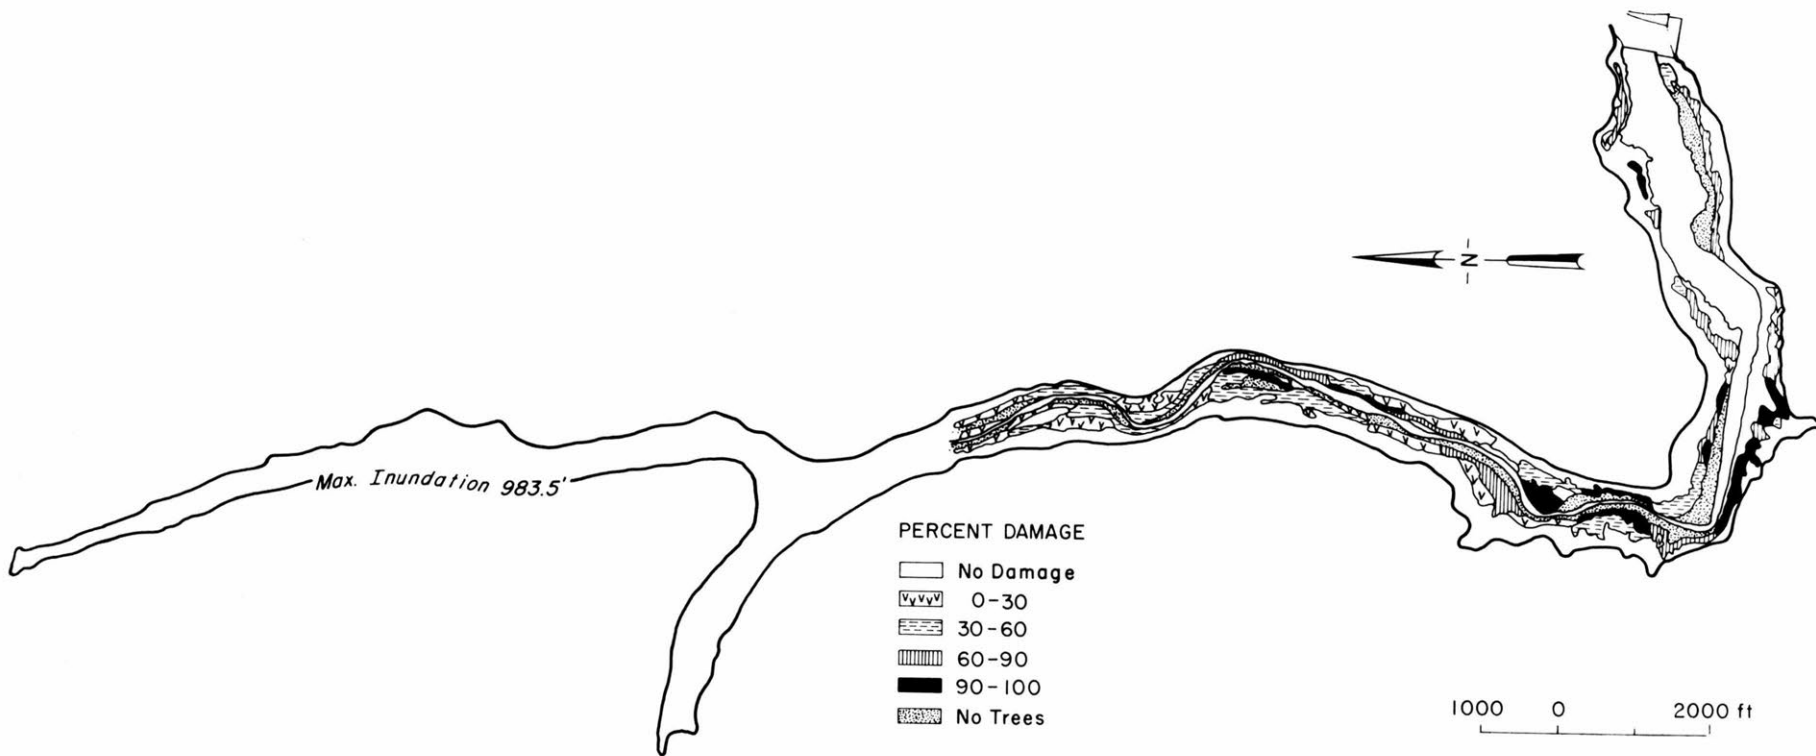 N
Max. Inundation 983.5'
PERCENT DAMAGE
No Damage
0-30
30-60
60-90
90-100
No Trees
1000 0 2000 ft